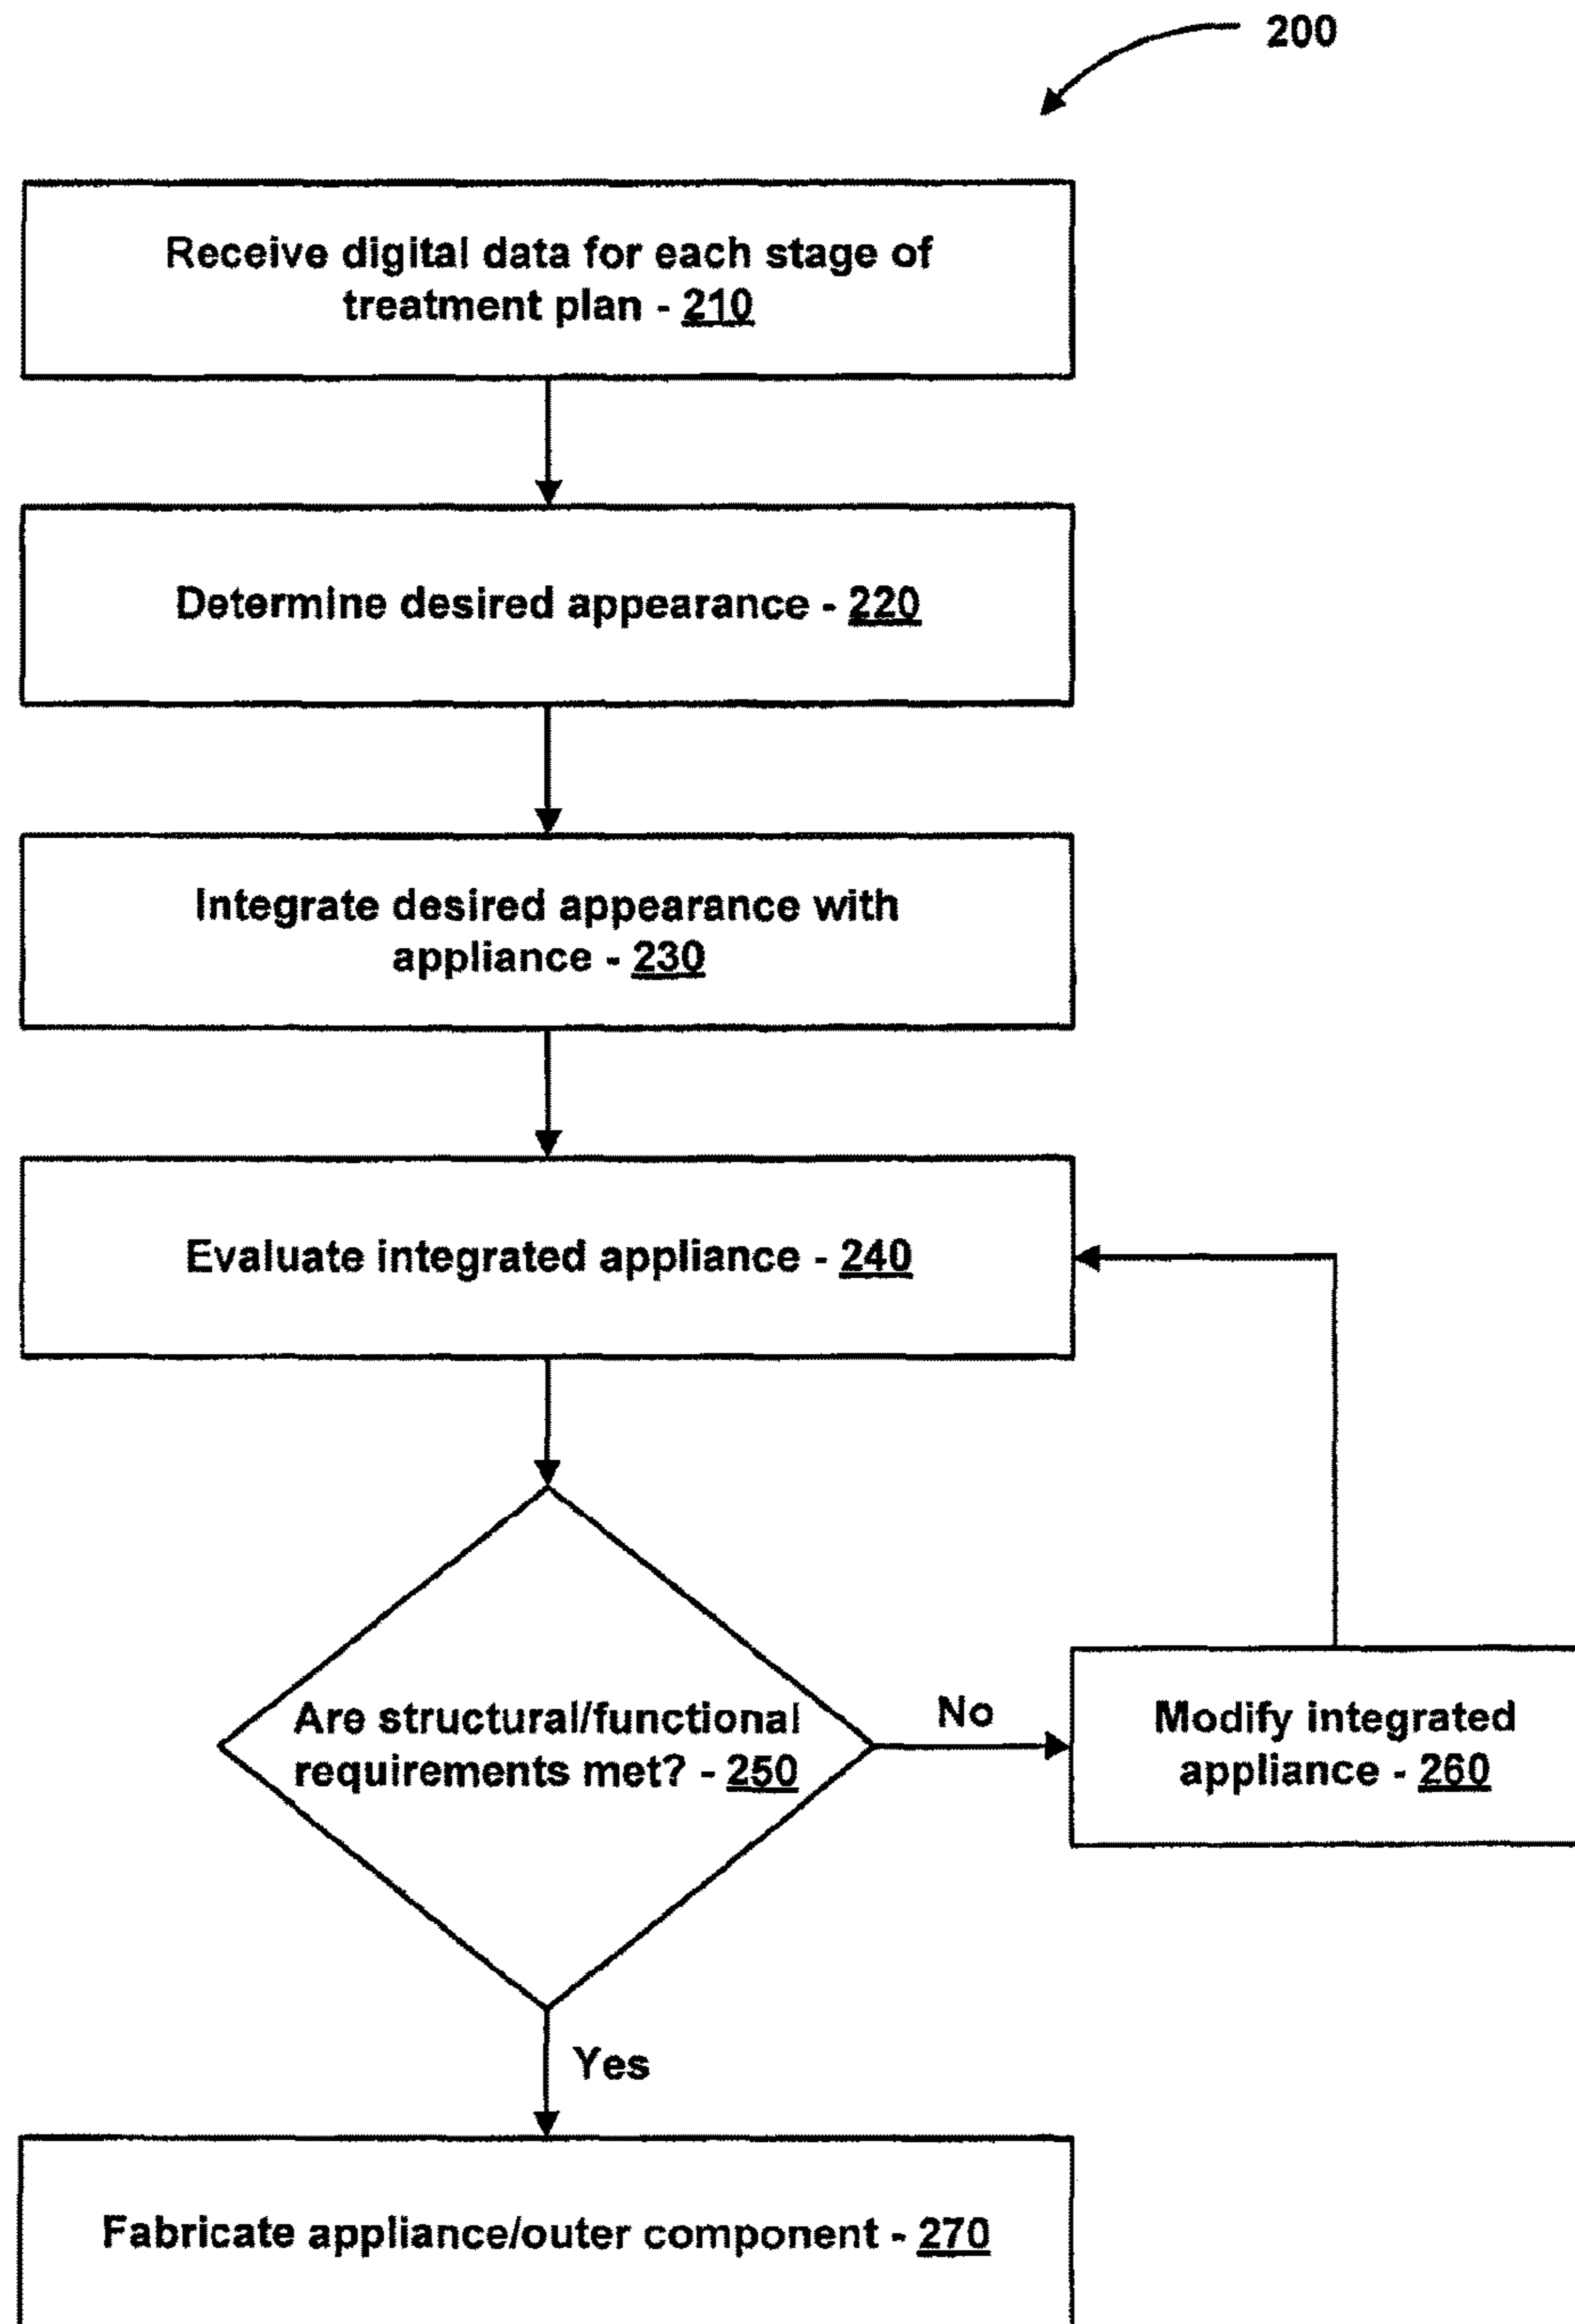 200
Receive digital data for each stage of
treatment plan - 210
Determine desired appearance - 220
Integrate desired appearance with
appliance - 230
Evaluate integrated appliance - 240
Are structural/functional
requirements met? - 250
No
Modify integrated
appliance - 260
Yes
Fabricate appliance/outer component - 270